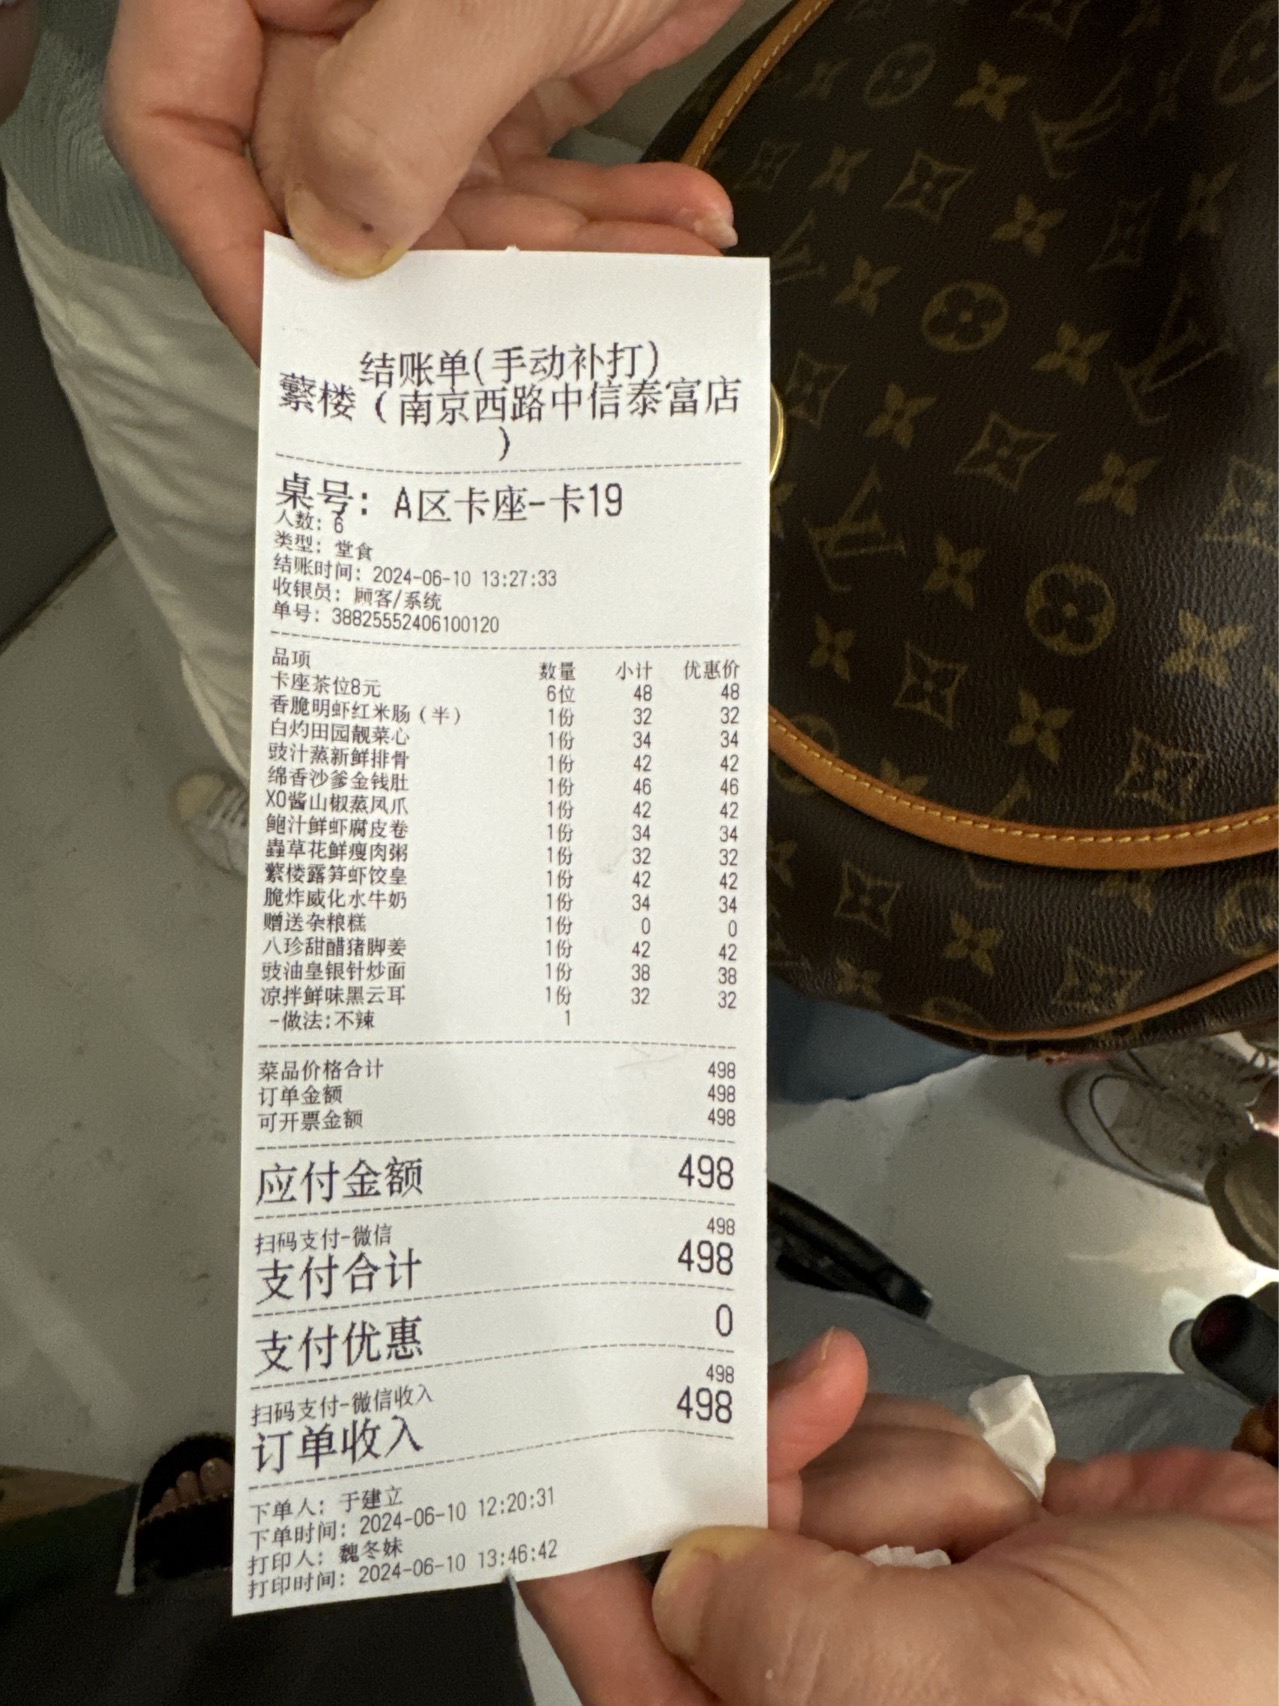 结账单(手动补打)
蘩楼（南京西路中信泰富店
）
桌号：A区卡座-卡19
人数：6
类型：堂食
结账时间：2024-06-10 13:27:33
收银员：顾客/系统
单号：38825552406100120
品项 数量 小计 优惠价
卡座茶位8元 6位 48 48
香脆明虾红米肠（半） 1份 32 32
白灼田园靓菜心 1份 34 34
豉汁蒸新鲜排骨 1份 42 42
绵香沙爹金钱肚 1份 46 46
XO酱山椒蒸凤爪 1份 42 42
鲍汁鲜虾腐皮卷 1份 34 34
蟲草花鲜瘦肉粥 1份 32 32
蘩楼露笋虾饺皇 1份 42 42
脆炸威化水牛奶 1份 34 34
赠送杂粮糕 1份 0 0
八珍甜醋猪脚姜 1份 42 42
豉油皇银针炒面 1份 38 38
凉拌鲜味黑云耳 1份 32 32
-做法:不辣 1
菜品价格合计 498
订单金额 498
可开票金额 498
应付金额 498
扫码支付-微信 498
支付合计 498
支付优惠 0
扫码支付-微信收入 498
订单收入 498
下单人：于建立
下单时间：2024-06-10 12:20:31
打印人：魏冬妹
打印时间：2024-06-10 13:46:42